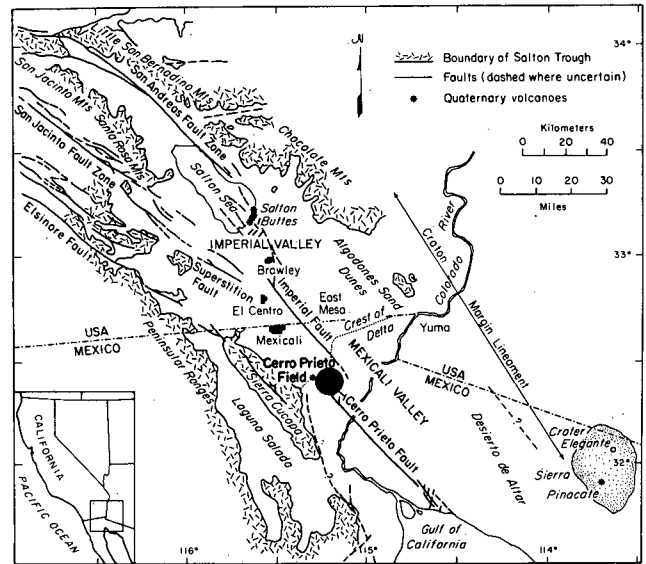 N
Boundary of Salton Trough
Faults (dashed where uncertain)
Quaternary volcanoes
Kilometers
0 20 40
0 10 20 30
Miles
34°
33°
32°
116°
115°
114°
San Bernadino Mts
San Andreas Fault Zone
San Jacinto Mts
Santa Rosa Mts
San Jacinto Fault Zone
Elsinore Fault
Chocolate Mts
Salton Sea
Salton
Buttes
IMPERIAL VALLEY
Brawley
Superstition
Fault
El Centro
Mexicali
Imperial Fault
East
Mesa
Algodones Sand
Dunes
Crest of
Delta
Colorado River
Yuma
Croton
Margin Lineament
USA
MEXICO
USA
MEXICO
Peninsular Ranges
Cerro Prieto
Field
Sierra Cucapa
Laguna Salada
MEXICALI VALLEY
Cerro Prieto Fault
Desierto de Altar
?
?
Crater
Elegante
Sierra
Pinacate
Gulf of
California
CALIFORNIA
PACIFIC OCEAN